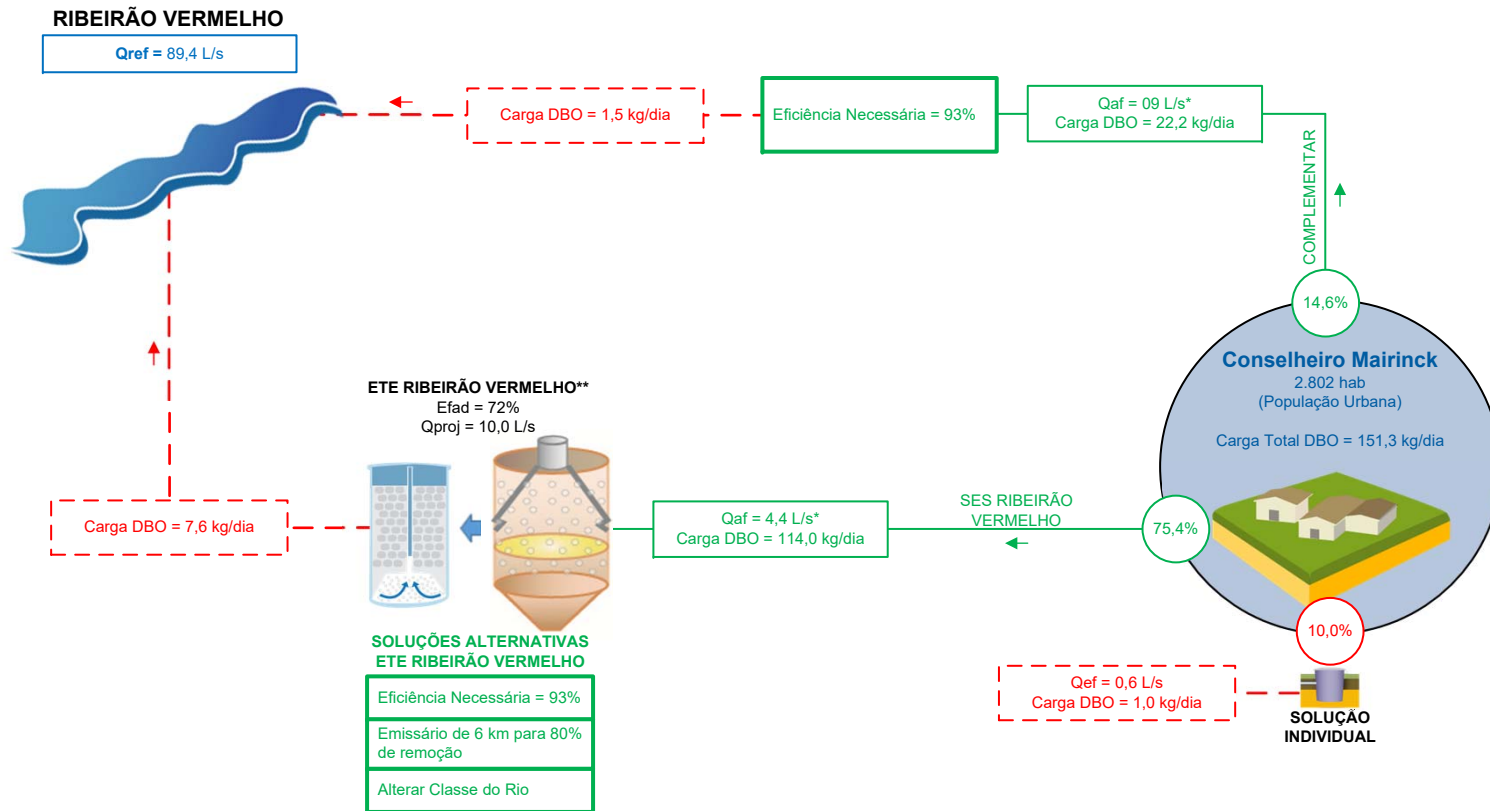 RIBEIRÃO VERMELHO
Qref = 89,4 L/s
Carga DBO = 1,5 kg/dia
Eficiência Necessária = 93%
Qaf = 09 L/s*
Carga DBO = 22,2 kg/dia
COMPLEMENTAR
14,6%
Conselheiro Mairinck
2.802 hab
(População Urbana)
Carga Total DBO = 151,3 kg/dia
75,4%
10,0%
SES RIBEIRÃO
VERMELHO
Qaf = 4,4 L/s*
Carga DBO = 114,0 kg/dia
ETE RIBEIRÃO VERMELHO**
Efad = 72%
Qproj = 10,0 L/s
Carga DBO = 7,6 kg/dia
SOLUÇÕES ALTERNATIVAS
ETE RIBEIRÃO VERMELHO
Eficiência Necessária = 93%
Emissário de 6 km para 80%
de remoção
Alterar Classe do Rio
Qef = 0,6 L/s
Carga DBO = 1,0 kg/dia
SOLUÇÃO
INDIVIDUAL